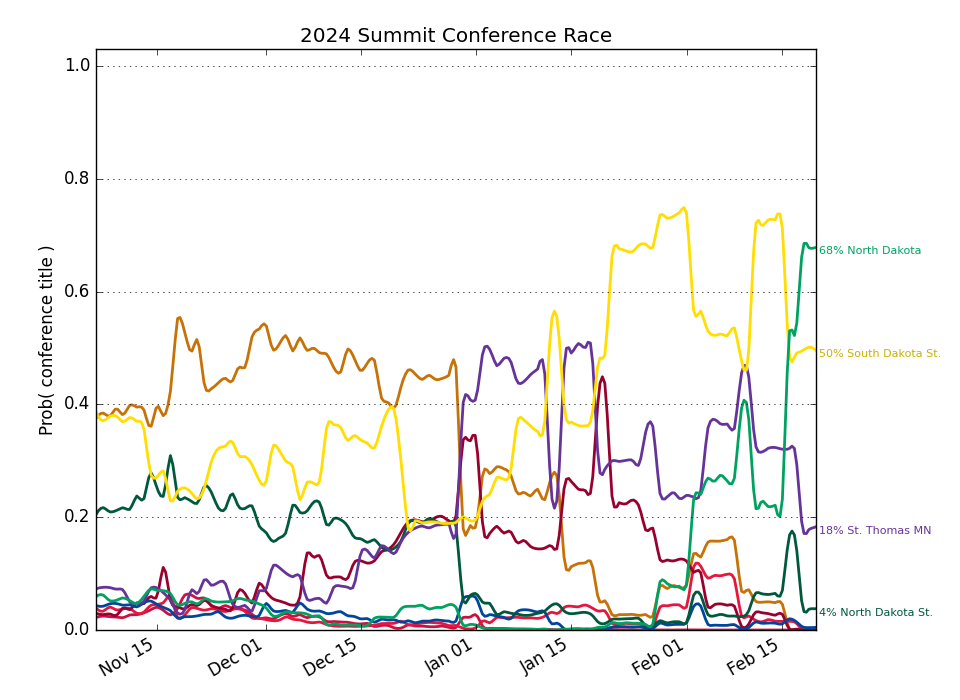 2024 Summit Conference Race
Prob( conference title )
1.0
0.8
0.6
0.4
0.2
0.0
Nov 15
Dec 01
Dec 15
Jan 01
Jan 15
Feb 01
Feb 15
68% North Dakota
50% South Dakota St.
18% St. Thomas MN
4% North Dakota St.